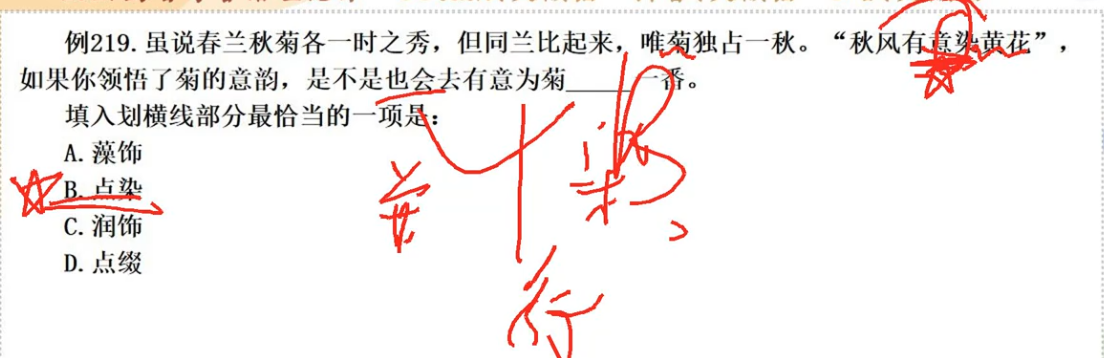 例219.虽说春兰秋菊各一时之秀，但同兰比起来，唯菊独占一秋。“秋风有意染黄花”，
如果你领悟了菊的意韵，是不是也会去有意为菊_____一番。
填入划横线部分最恰当的一项是：
A.藻饰
B.点染
C.润饰
D.点缀